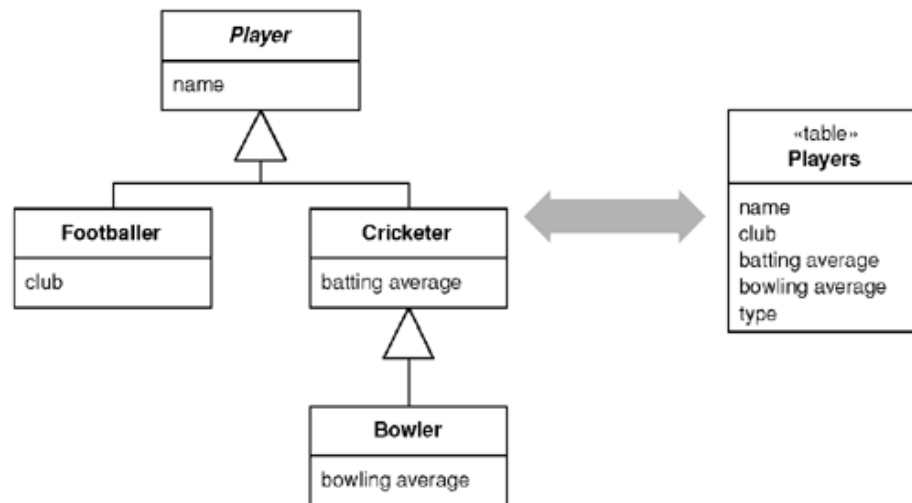 Player
name
Footballer
club
Cricketer
batting average
Bowler
bowling average
«table»
Players
name
club
batting average
bowling average
type